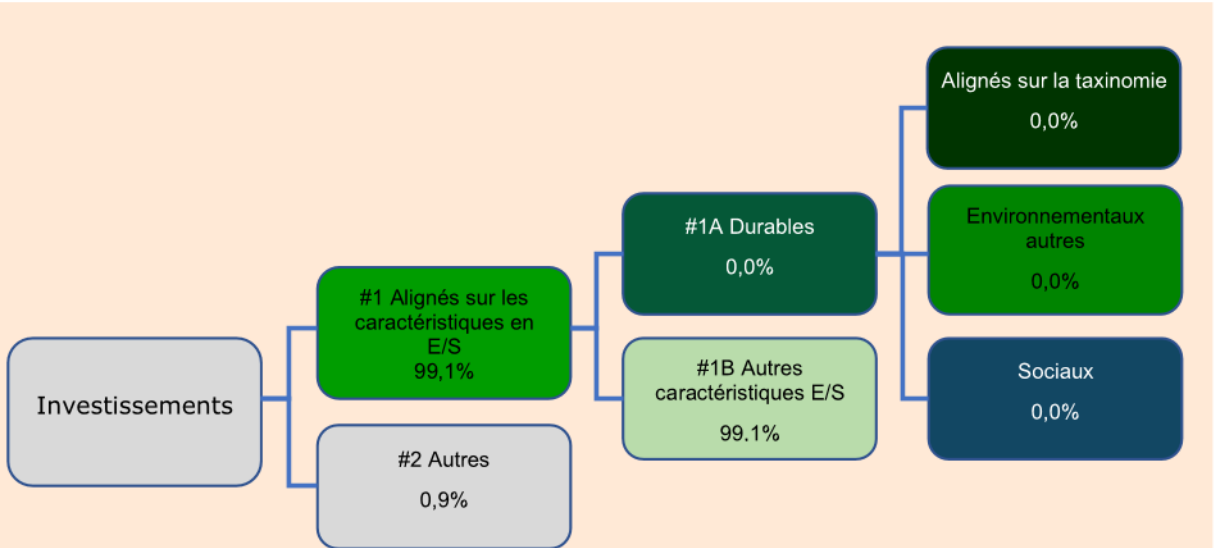 Investissements
#1 Alignés sur les
caractéristiques en
E/S
99,1%
#2 Autres
0,9%
#1A Durables
0,0%
#1B Autres
caractéristiques E/S
99.1%
Alignés sur la taxinomie
0,0%
Environnementaux
autres
0,0%
Sociaux
0,0%